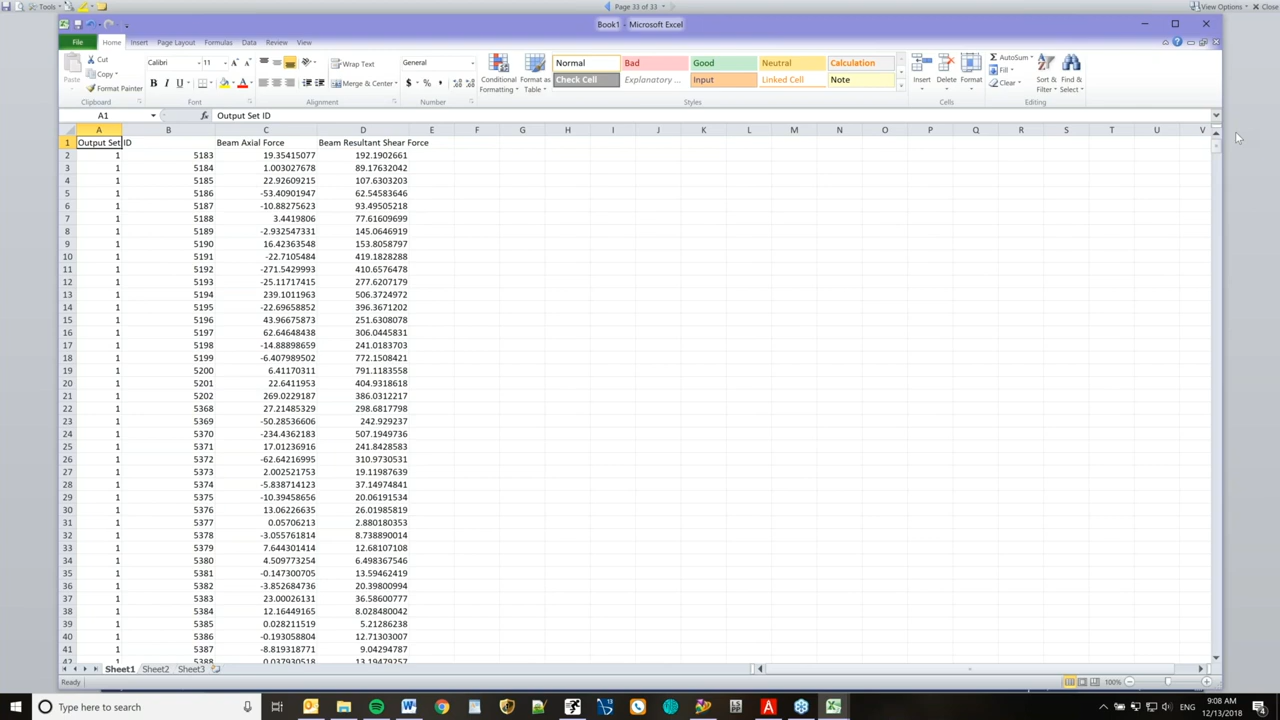 Tools
Page 33 of 33
View Options
Close
Book1 - Microsoft Excel
File Home Insert Page Layout Formulas Data Review View
Cut
Copy
Format Painter
Paste
Clipboard
Calibri 11
B I U
Font
Wrap Text
Merge & Center
Alignment
General
$ % ,
Number
Conditional Formatting
Format as Table
Normal Bad Good Neutral Calculation
Check Cell Explanatory ... Input Linked Cell Note
Styles
Insert Delete Format
Cells
AutoSum
Fill
Clear
Sort & Filter
Find & Select
Editing
A1 fx Output Set ID
A B C D E F G H I J K L M N O P Q R S T U V
1 Output Set ID Beam Axial Force Beam Resultant Shear Force
2 1 5183 19.35415077 192.1902661
3 1 5184 1.003027678 89.17632042
4 1 5185 22.92609215 107.6303203
5 1 5186 -53.40901947 62.54583646
6 1 5187 -10.88275623 93.49505218
7 1 5188 3.4419806 77.61609699
8 1 5189 -2.932547331 145.0646919
9 1 5190 16.42363548 153.8058797
10 1 5191 -22.7105484 419.1828288
11 1 5192 -271.5429993 410.6576478
12 1 5193 -25.11717415 277.6207179
13 1 5194 239.1011963 506.3724972
14 1 5195 -22.69658852 396.3671202
15 1 5196 43.96675873 251.6308078
16 1 5197 62.64648438 306.0445831
17 1 5198 -14.88898659 241.0183703
18 1 5199 -6.407989502 772.1508421
19 1 5200 6.41170311 791.1183558
20 1 5201 22.6411953 404.9318618
21 1 5202 269.0229187 386.0312217
22 1 5368 27.21485329 298.6817798
23 1 5369 -50.28536606 242.929237
24 1 5370 -234.4362183 507.1949736
25 1 5371 17.01236916 241.8428583
26 1 5372 -62.64216995 310.9730531
27 1 5373 2.002521753 19.11987639
28 1 5374 -5.838714123 37.14974841
29 1 5375 -10.39458656 20.06191534
30 1 5376 13.06226635 26.01985819
31 1 5377 0.05706213 2.880180353
32 1 5378 -3.055761814 8.738890014
33 1 5379 7.644301414 12.68107108
34 1 5380 4.509773254 6.498367546
35 1 5381 -0.147300705 13.59462419
36 1 5382 -3.852684736 20.39800994
37 1 5383 23.00026131 36.58600777
38 1 5384 12.16449165 8.028480042
39 1 5385 0.028211519 5.21286238
40 1 5386 -0.193058804 12.71303007
41 1 5387 -8.819318771 9.04294787
42 1 5388 0.037930518 13.19479257
Sheet1 Sheet2 Sheet3
Ready
100%
Type here to search
ENG
9:08 AM
12/13/2018